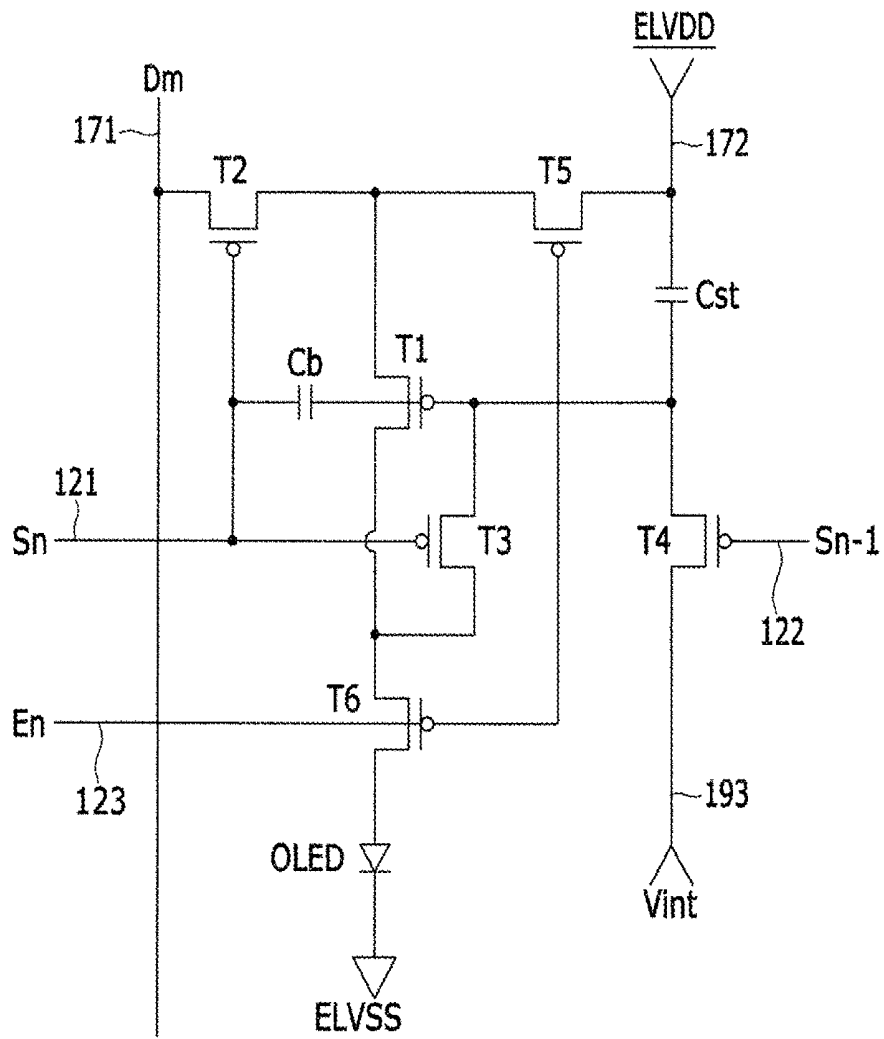 ELVDD
Dm
171
172
T2
T5
Cst
T1
Cb
121
Sn
T3
T4
Sn-1
122
T6
En
123
193
OLED
Vint
ELVSS